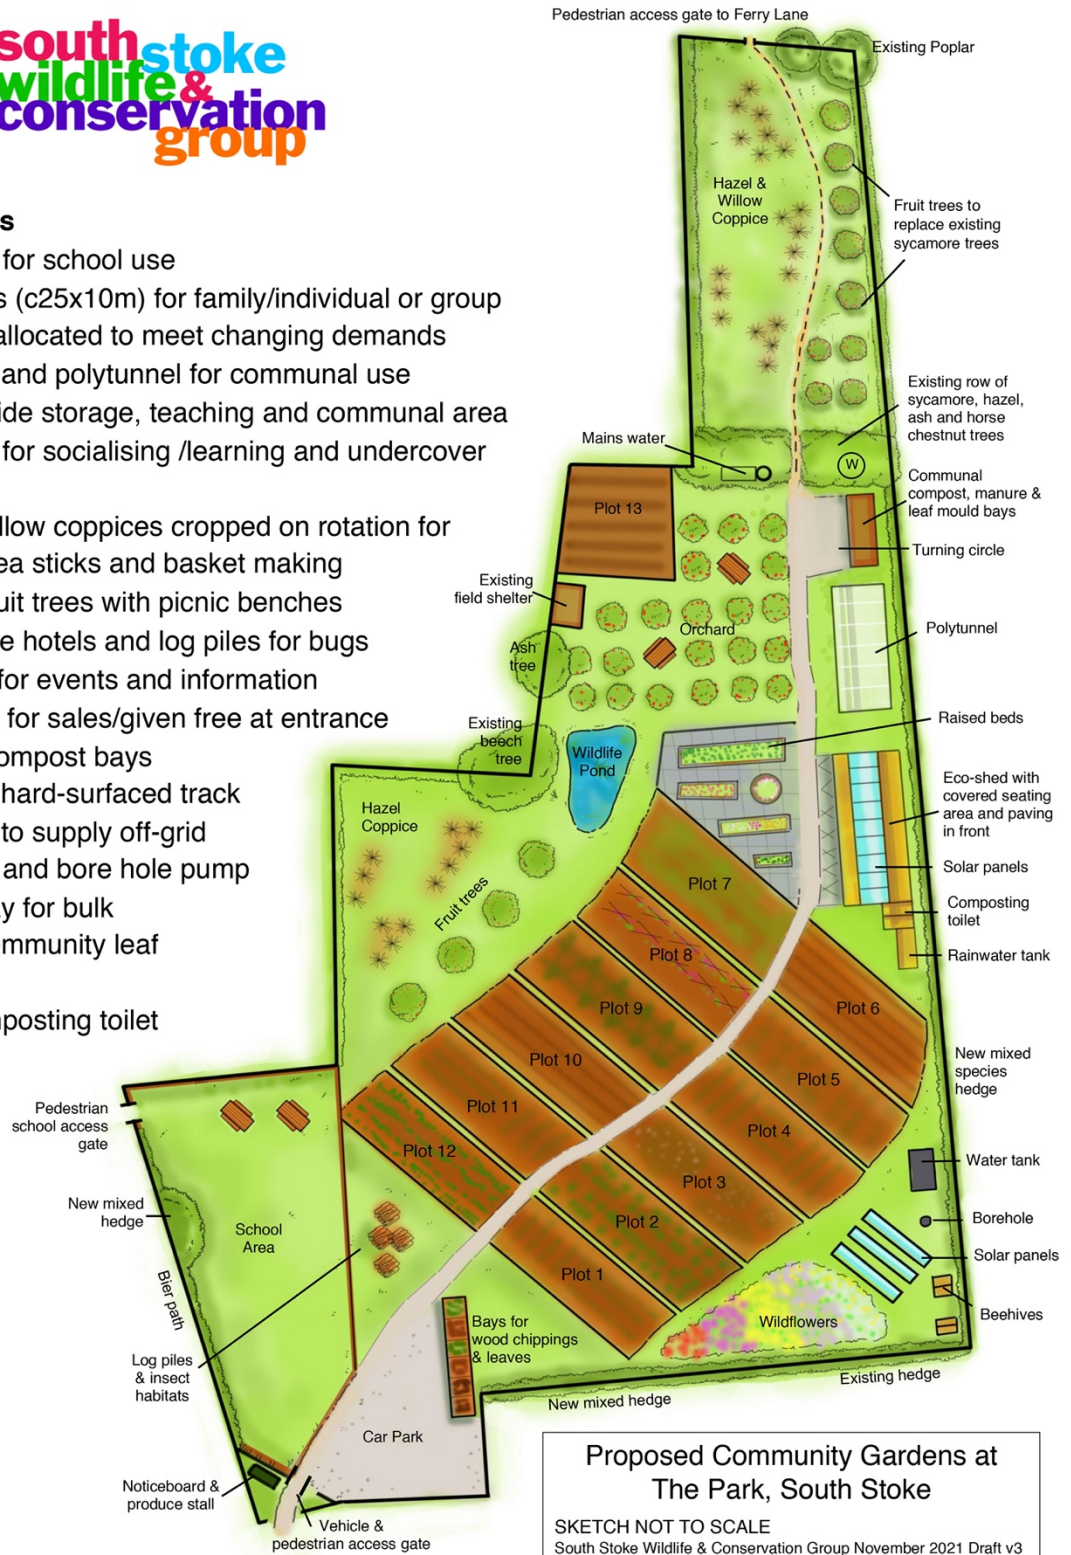 south stoke
wildlife &
conservation
group
s
for school use
s (c25x10m) for family/individual or group
allocated to meet changing demands
and polytunnel for communal use
ide storage, teaching and communal area
for socialising /learning and undercover
llow coppices cropped on rotation for
ea sticks and basket making
uit trees with picnic benches
e hotels and log piles for bugs
for events and information
for sales/given free at entrance
ompost bays
hard-surfaced track
to supply off-grid
and bore hole pump
y for bulk
ommunity leaf
posting toilet
Pedestrian access gate to Ferry Lane
Existing Poplar
Hazel &
Willow
Coppice
Fruit trees to
replace existing
sycamore trees
Existing row of
sycamore, hazel,
ash and horse
chestnut trees
Mains water
W
Communal
compost, manure &
leaf mould bays
Plot 13
Turning circle
Existing
field shelter
Orchard
Polytunnel
Ash
tree
Raised beds
Existing
beech
tree
Wildlife
Pond
Eco-shed with
covered seating
area and paving
in front
Hazel
Coppice
Solar panels
Fruit trees
Plot 7
Composting
toilet
Plot 8
Rainwater tank
Plot 9
Plot 6
Plot 10
Plot 5
New mixed
species
hedge
Plot 11
Plot 4
Pedestrian
school access
gate
Plot 12
Plot 3
Water tank
New mixed
hedge
School
Area
Plot 2
Borehole
Solar panels
Plot 1
Bier path
Beehives
Bays for
wood chippings
& leaves
Wildflowers
Log piles
& insect
habitats
Existing hedge
New mixed hedge
Car Park
Noticeboard &
produce stall
Vehicle &
pedestrian access gate
Proposed Community Gardens at
The Park, South Stoke
SKETCH NOT TO SCALE
South Stoke Wildlife & Conservation Group November 2021 Draft v3